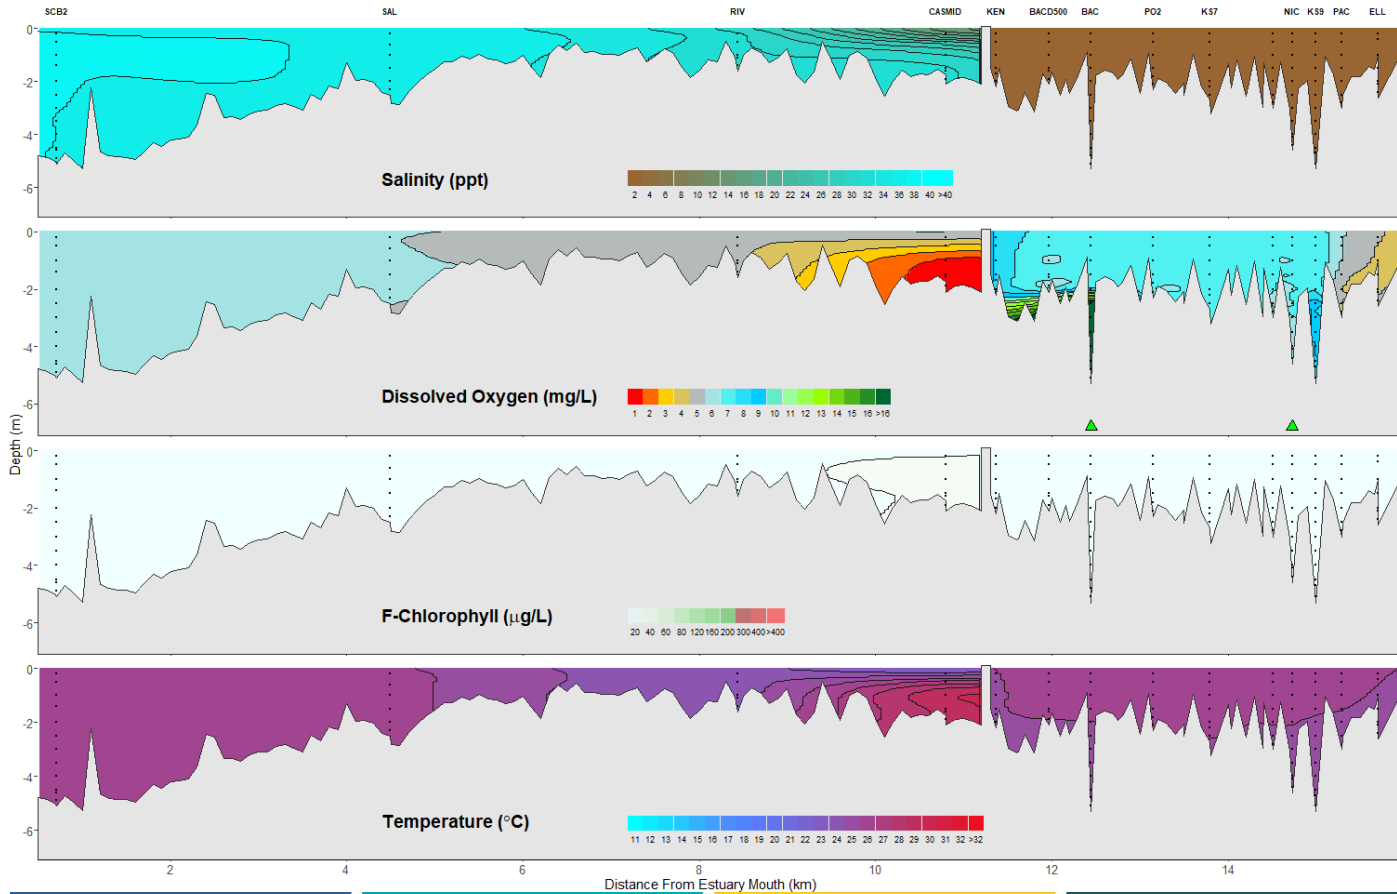 SCB2 SAL RIV CASMID KEN BACD500 BAC PO2 KS7 NIC KS9 PAC ELL
0
-2
-4
-6
Salinity (ppt)
2 4 6 8 10 12 14 16 18 20 22 24 26 28 30 32 34 36 38 40 >40
0
-2
-4
-6
Dissolved Oxygen (mg/L)
1 2 3 4 5 6 7 8 9 10 11 12 13 14 15 16 >16
Depth (m)
0
-2
-4
-6
F-Chlorophyll (μg/L)
20 40 60 80 120 160 200 300 400 >400
0
-2
-4
-6
Temperature (°C)
11 12 13 14 15 16 17 18 19 20 21 22 23 24 25 26 27 28 29 30 31 32 >32
2 4 6 8 10 12 14
Distance From Estuary Mouth (km)